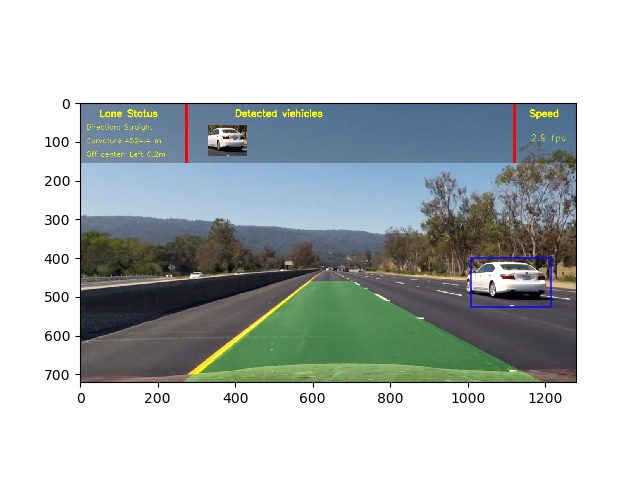 0
100
200
300
400
500
600
700
0
200
400
600
800
1000
1200
Lane Status
Direction: Straight
Curvature 4524.4 m
Off center: Left 0.2m
Detected viehicles
Speed
2.9 fps